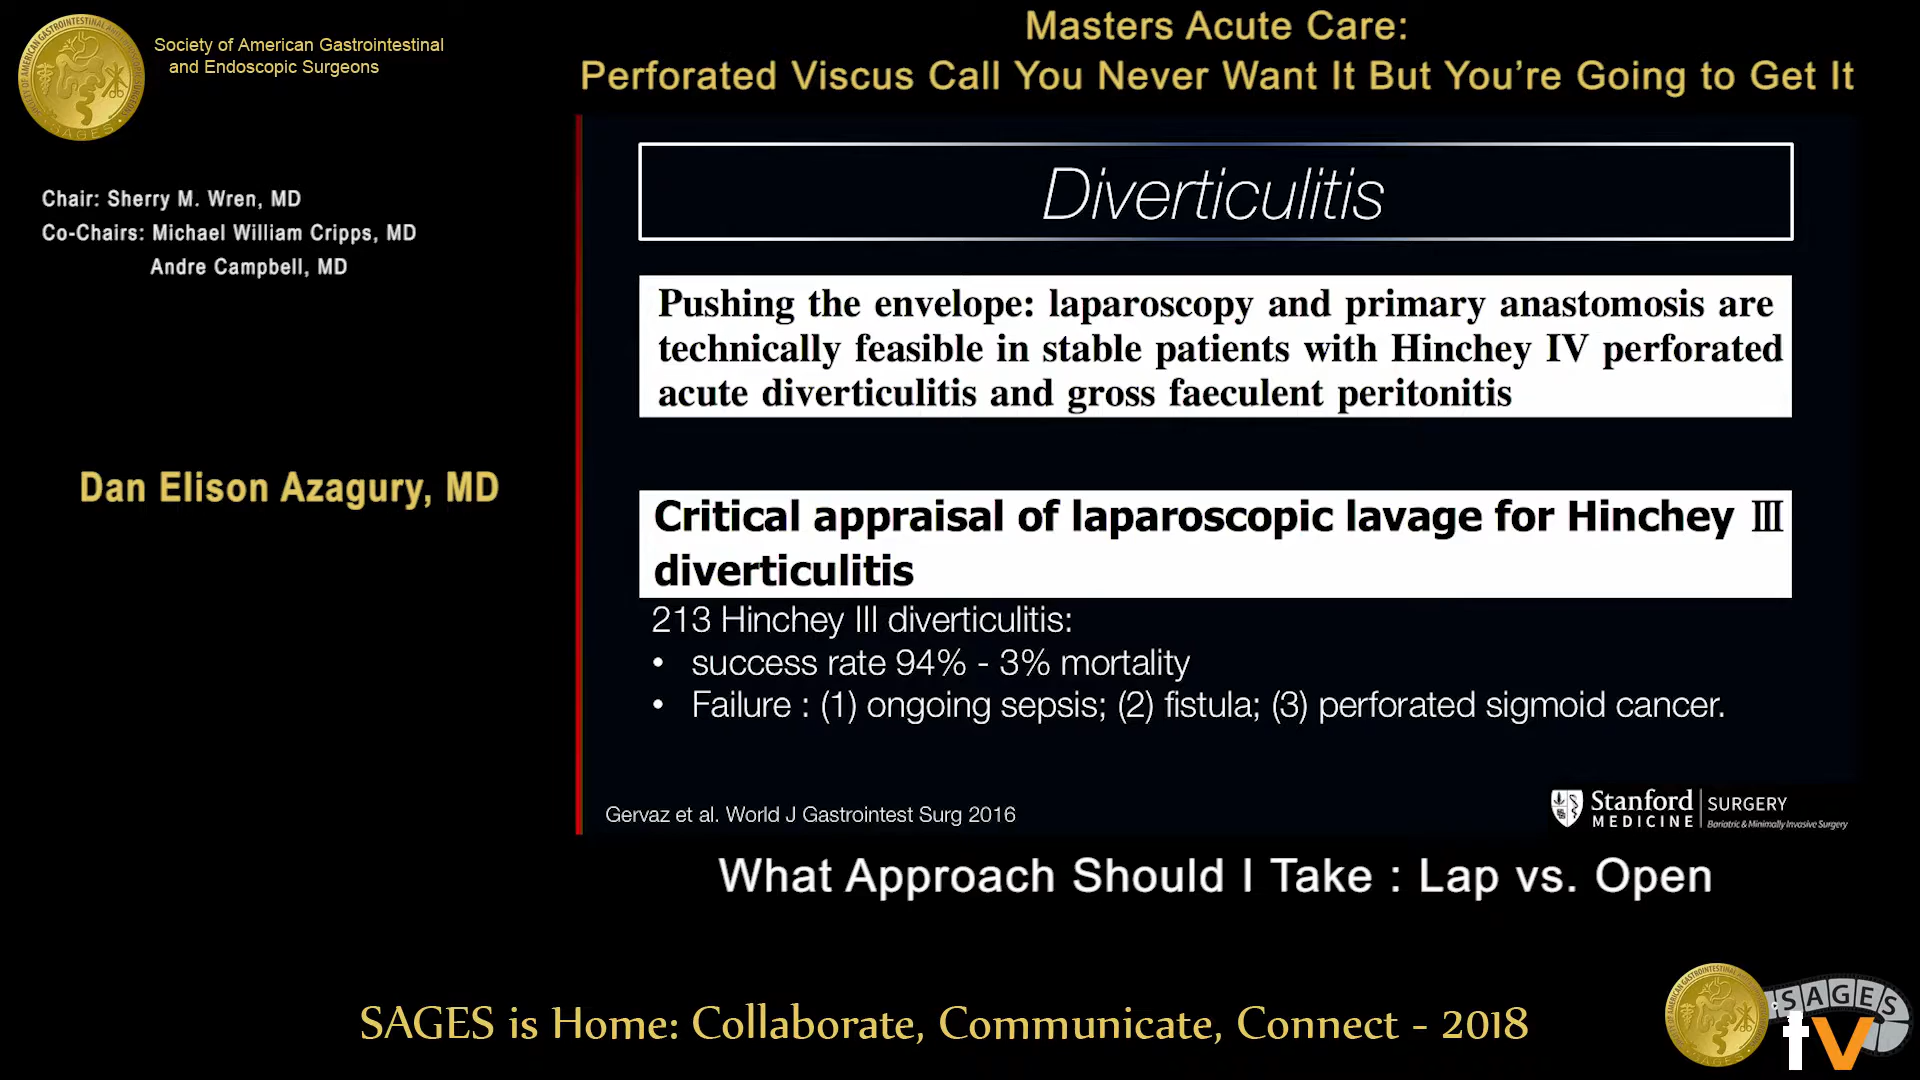 Society of American Gastrointestinal
and Endoscopic Surgeons
Masters Acute Care:
Perforated Viscus Call You Never Want It But You’re Going to Get It
Chair: Sherry M. Wren, MD
Co-Chairs: Michael William Cripps, MD
Andre Campbell, MD
Dan Elison Azagury, MD
Diverticulitis
Pushing the envelope: laparoscopy and primary anastomosis are
technically feasible in stable patients with Hinchey IV perforated
acute diverticulitis and gross faeculent peritonitis
Critical appraisal of laparoscopic lavage for Hinchey Ⅲ
diverticulitis
213 Hinchey III diverticulitis:
• success rate 94% - 3% mortality
• Failure : (1) ongoing sepsis; (2) fistula; (3) perforated sigmoid cancer.
Gervaz et al. World J Gastrointest Surg 2016
Stanford
MEDICINE
SURGERY
Bariatric & Minimally Invasive Surgery
What Approach Should I Take : Lap vs. Open
SAGES is Home: Collaborate, Communicate, Connect - 2018
SAGES
tv